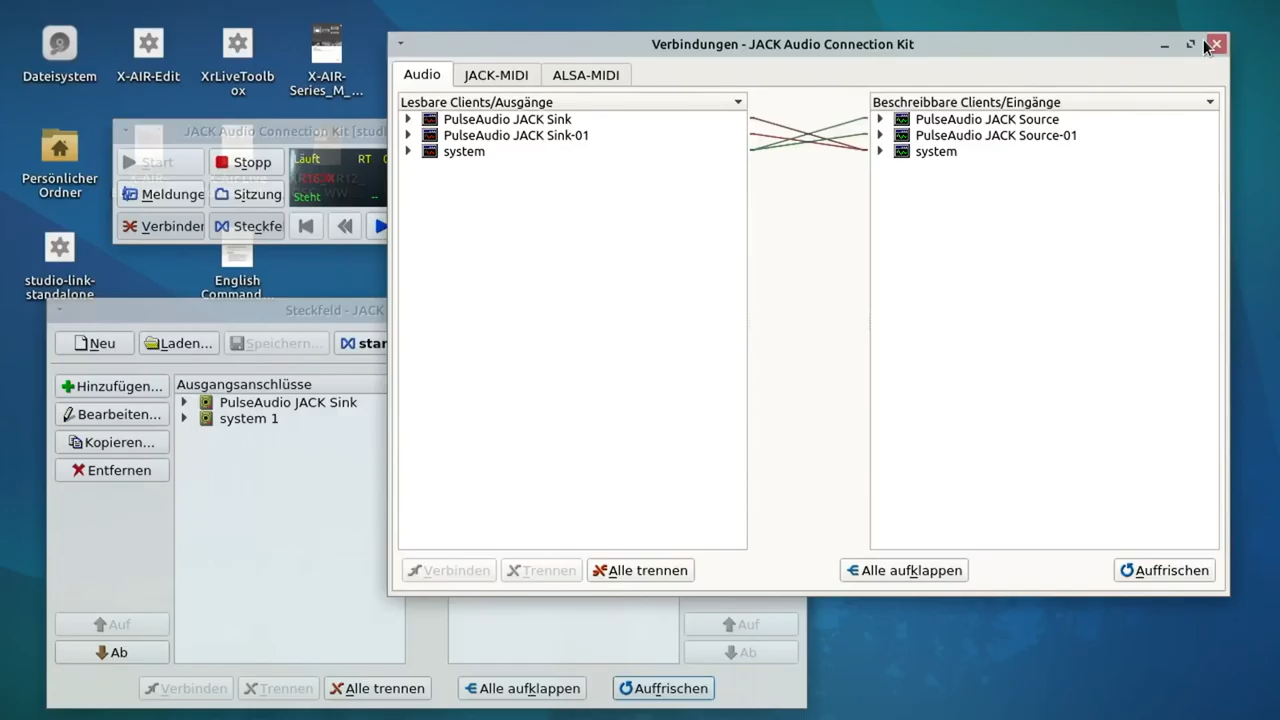 Dateisystem
X-AIR-Edit
XrLiveToolb
ox
X-AIR-
Series_M_...
Persönlicher
Ordner
studio-link-
standalone
English
Command...
JACK Audio Connection Kit [stud
Start
Stopp
Läuft
RT
Meldunge
Sitzung
Steht
--
Verbinder
Steckfe
Verbindungen - JACK Audio Connection Kit
Audio
JACK-MIDI
ALSA-MIDI
Lesbare Clients/Ausgänge
PulseAudio JACK Sink
PulseAudio JACK Sink-01
system
Beschreibbare Clients/Eingänge
PulseAudio JACK Source
PulseAudio JACK Source-01
system
Verbinden
Trennen
Alle trennen
Alle aufklappen
Auffrischen
Steckfeld - JACK
Neu
Laden...
Speichern...
star
Hinzufügen...
Bearbeiten...
Kopieren...
Entfernen
Ausgangsanschlüsse
PulseAudio JACK Sink
system 1
Auf
Ab
Auf
Ab
Verbinden
Trennen
Alle trennen
Alle aufklappen
Auffrischen